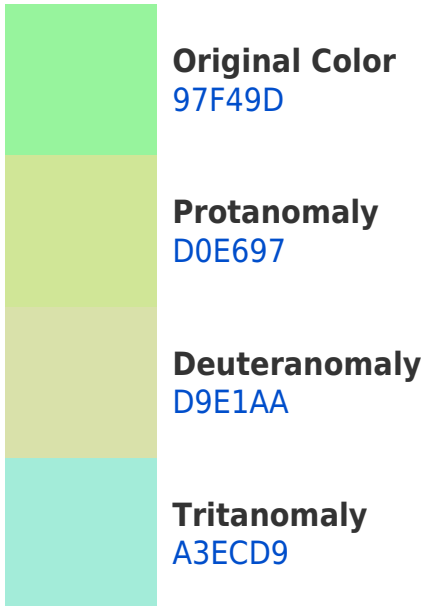 Original Color
97F49D
Protanomaly
D0E697
Deuteranomaly
D9E1AA
Tritanomaly
A3ECD9